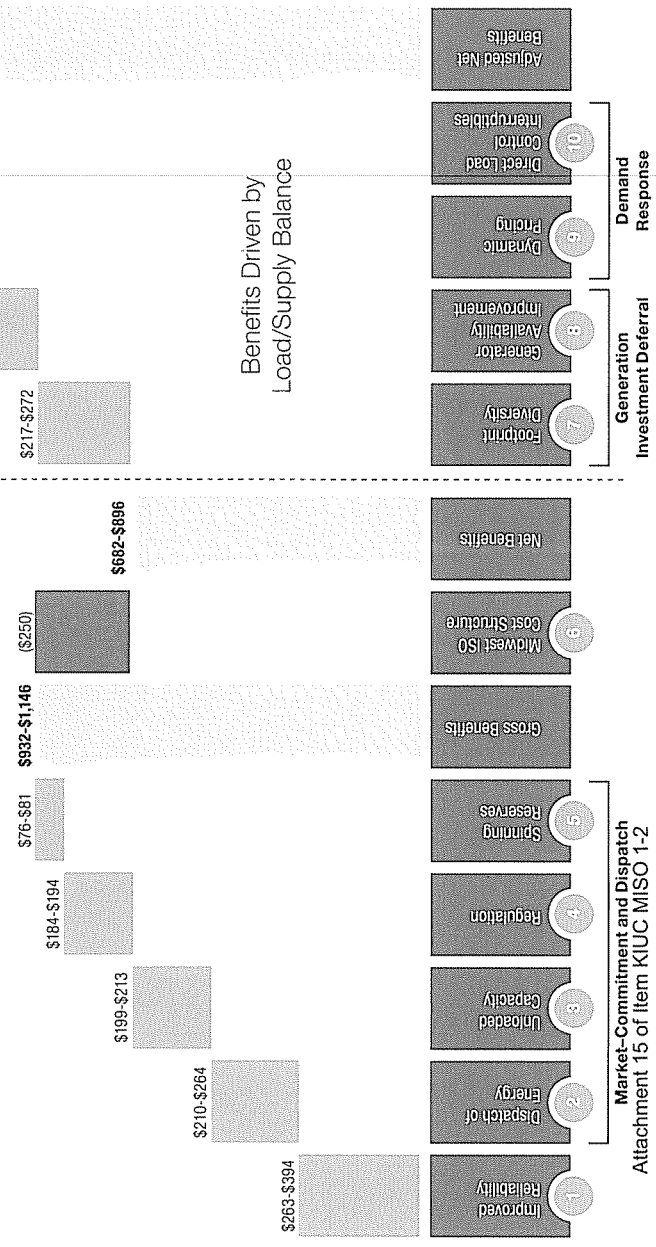 $263-$394
$210-$264
$199-$213
$184-$194
$76-$81
$932-$1,146
($250)
$682-$896
$217-$272
Benefits Driven by
Load/Supply Balance
Improved
Reliability
1
Dispatch of
Energy
2
Unloaded
Capacity
3
Regulation
4
Spinning
Reserves
5
Gross Benefits
Midwest ISO
Cost Structure
6
Net Benefits
Footprint
Diversity
7
Generator
Availability
Improvement
8
Dynamic
Pricing
9
Direct Load
Control
Interruptibles
10
Adjusted Net
Benefits
Market–Commitment and Dispatch
Generation
Investment Deferral
Demand
Response
Attachment 15 of Item KIUC MISO 1-2